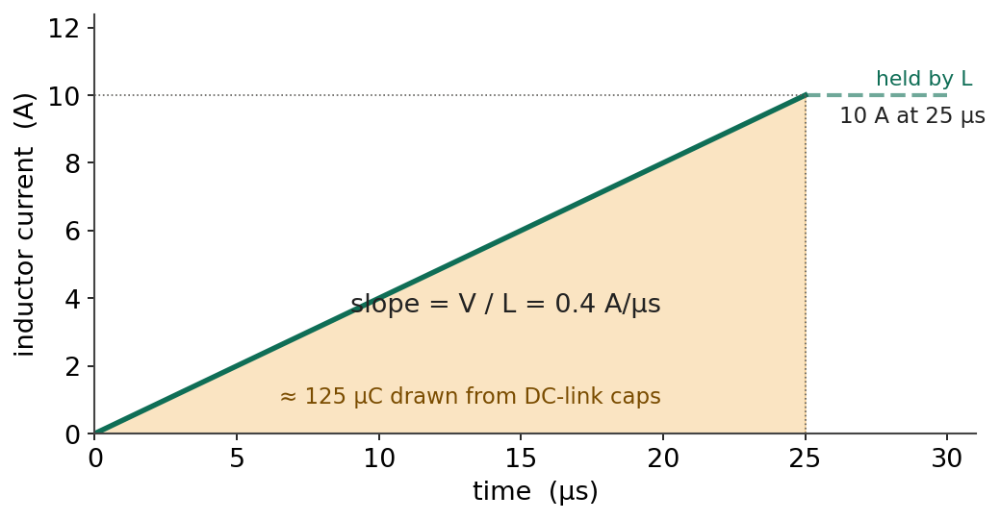 12
held by L
10
10 A at 25 μs
8
6
4
slope = V / L = 0.4 A/μs
2
≈ 125 μC drawn from DC-link caps
0
0 5 10 15 20 25 30
time (μs)
inductor current (A)